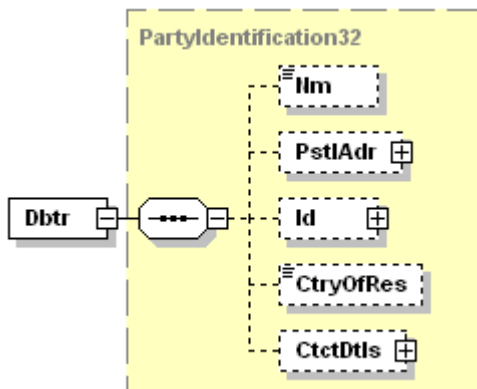 PartyIdentification32
Nm
PstlAdr
Dbtr
Id
CtryOfRes
CtctDtls